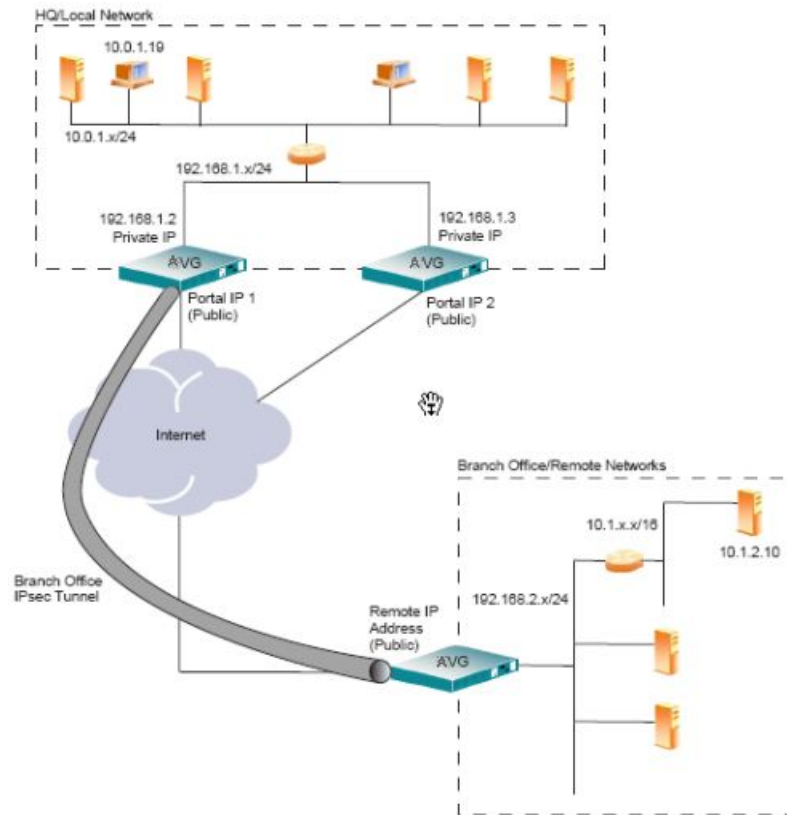 HQ/Local Network
10.0.1.19
10.0.1.x/24
192.168.1.x/24
192.168.1.2
Private IP
192.168.1.3
Private IP
AVG
AVG
Portal IP 1
(Public)
Portal IP 2
(Public)
Internet
Branch Office/Remote Networks
10.1.x.x/16
10.1.2.10
Branch Office
IPsec Tunnel
192.168.2.x/24
Remote IP
Address
(Public)
AVG